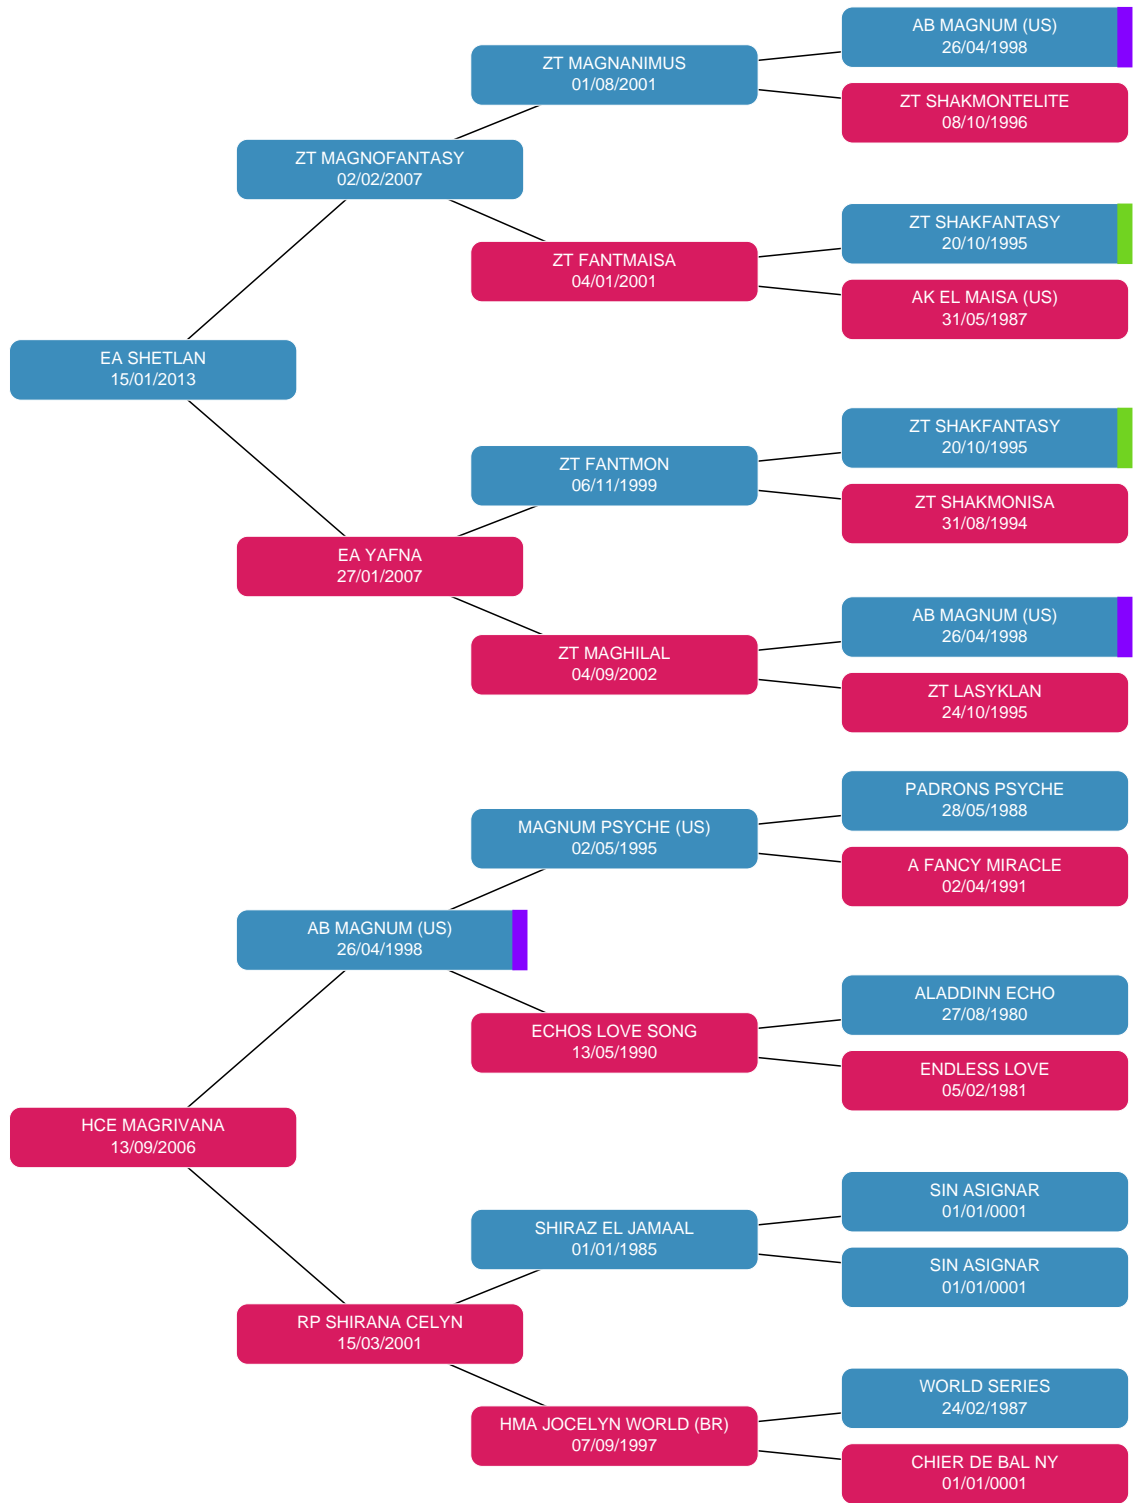 AB MAGNUM (US)
26/04/1998
ZT MAGNANIMUS
01/08/2001
ZT SHAKMONTELITE
08/10/1996
ZT MAGNOFANTASY
02/02/2007
ZT SHAKFANTASY
20/10/1995
ZT FANTMAISA
04/01/2001
AK EL MAISA (US)
31/05/1987
EA SHETLAN
15/01/2013
ZT SHAKFANTASY
20/10/1995
ZT FANTMON
06/11/1999
ZT SHAKMONISA
31/08/1994
EA YAFNA
27/01/2007
AB MAGNUM (US)
26/04/1998
ZT MAGHILAL
04/09/2002
ZT LASYKLAN
24/10/1995
PADRONS PSYCHE
28/05/1988
MAGNUM PSYCHE (US)
02/05/1995
A FANCY MIRACLE
02/04/1991
AB MAGNUM (US)
26/04/1998
ALADDINN ECHO
27/08/1980
ECHOS LOVE SONG
13/05/1990
ENDLESS LOVE
05/02/1981
HCE MAGRIVANA
13/09/2006
SIN ASIGNAR
01/01/0001
SHIRAZ EL JAMAAL
01/01/1985
SIN ASIGNAR
01/01/0001
RP SHIRANA CELYN
15/03/2001
WORLD SERIES
24/02/1987
HMA JOCELYN WORLD (BR)
07/09/1997
CHIER DE BAL NY
01/01/0001